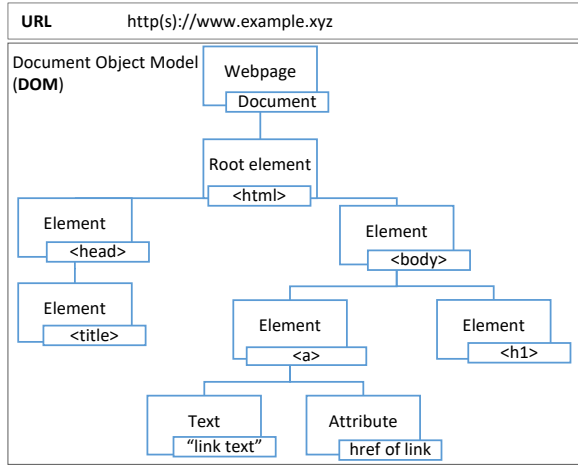 URL http(s)://www.example.xyz
Document Object Model
(DOM)
Webpage
Document
Root element
<html>
Element
<head>
Element
<body>
Element
<title>
Element
<a>
Element
<h1>
Text
“link text”
Attribute
href of link